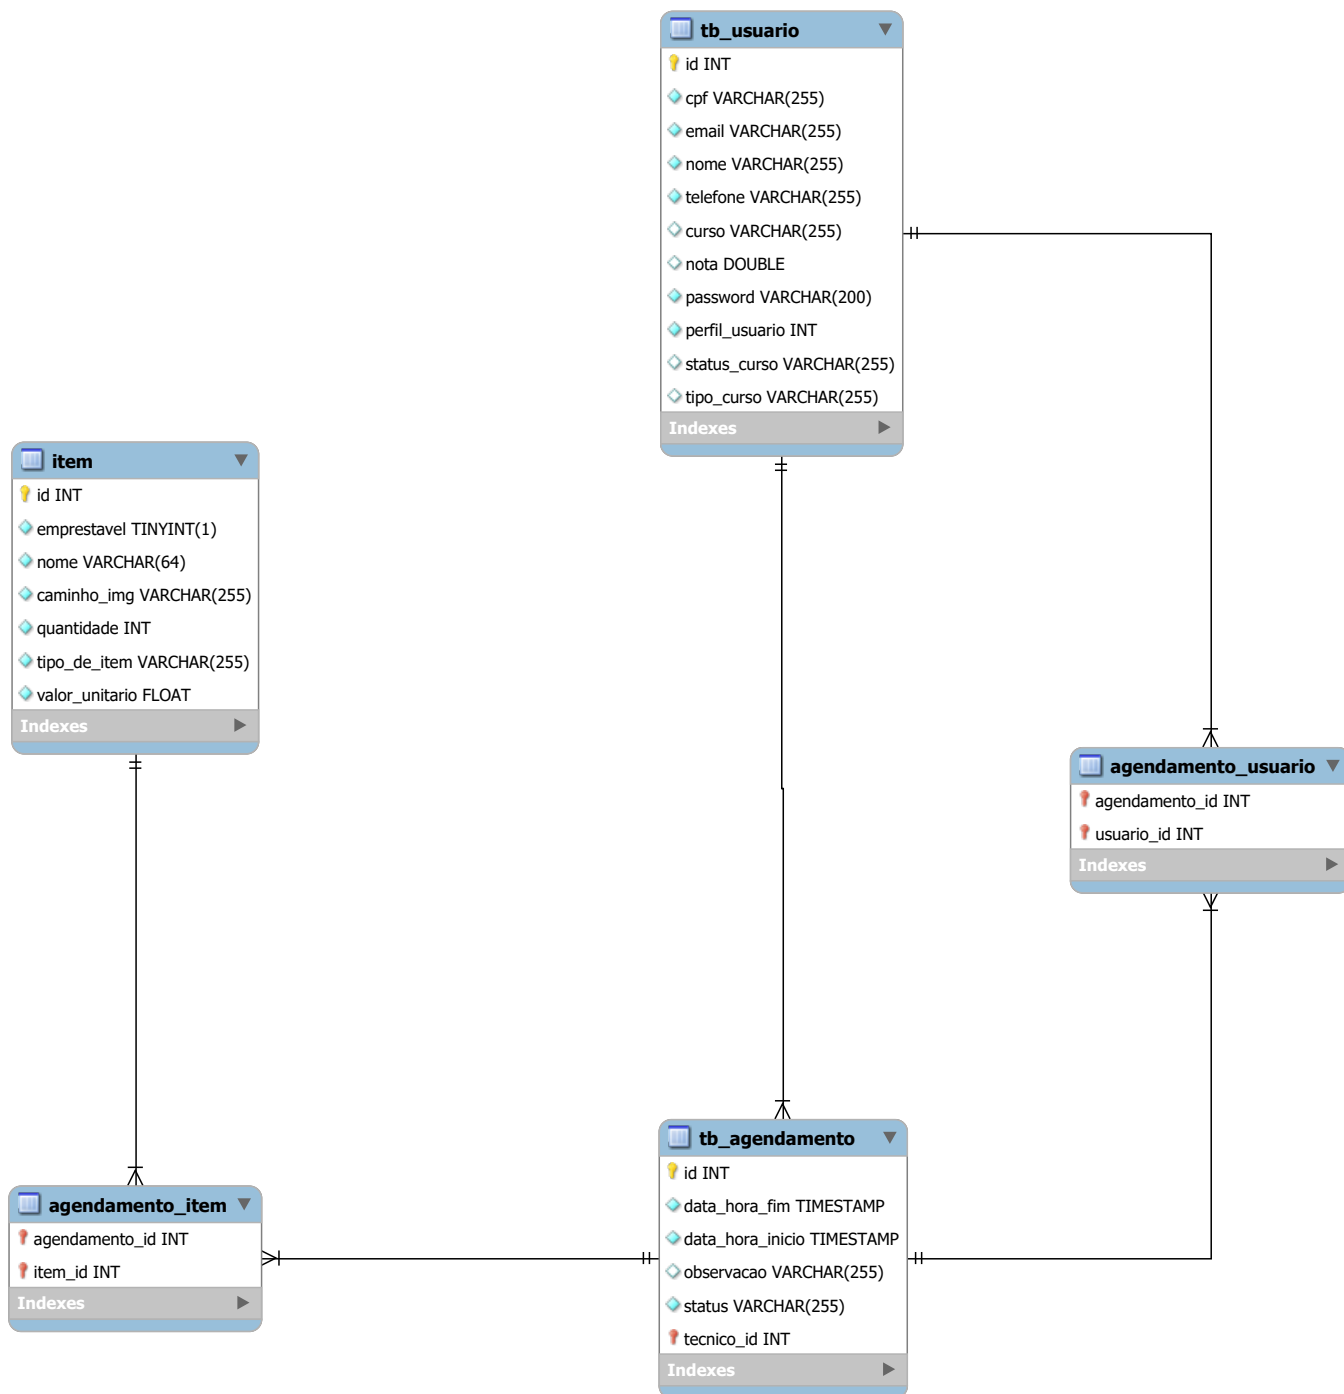 tb_usuario
id INT
cpf VARCHAR(255)
email VARCHAR(255)
nome VARCHAR(255)
telefone VARCHAR(255)
curso VARCHAR(255)
nota DOUBLE
password VARCHAR(200)
perfil_usuario INT
status_curso VARCHAR(255)
tipo_curso VARCHAR(255)
Indexes
item
id INT
emprestavel TINYINT(1)
nome VARCHAR(64)
caminho_img VARCHAR(255)
quantidade INT
tipo_de_item VARCHAR(255)
valor_unitario FLOAT
Indexes
agendamento_usuario
agendamento_id INT
usuario_id INT
Indexes
agendamento_item
agendamento_id INT
item_id INT
Indexes
tb_agendamento
id INT
data_hora_fim TIMESTAMP
data_hora_inicio TIMESTAMP
observacao VARCHAR(255)
status VARCHAR(255)
tecnico_id INT
Indexes